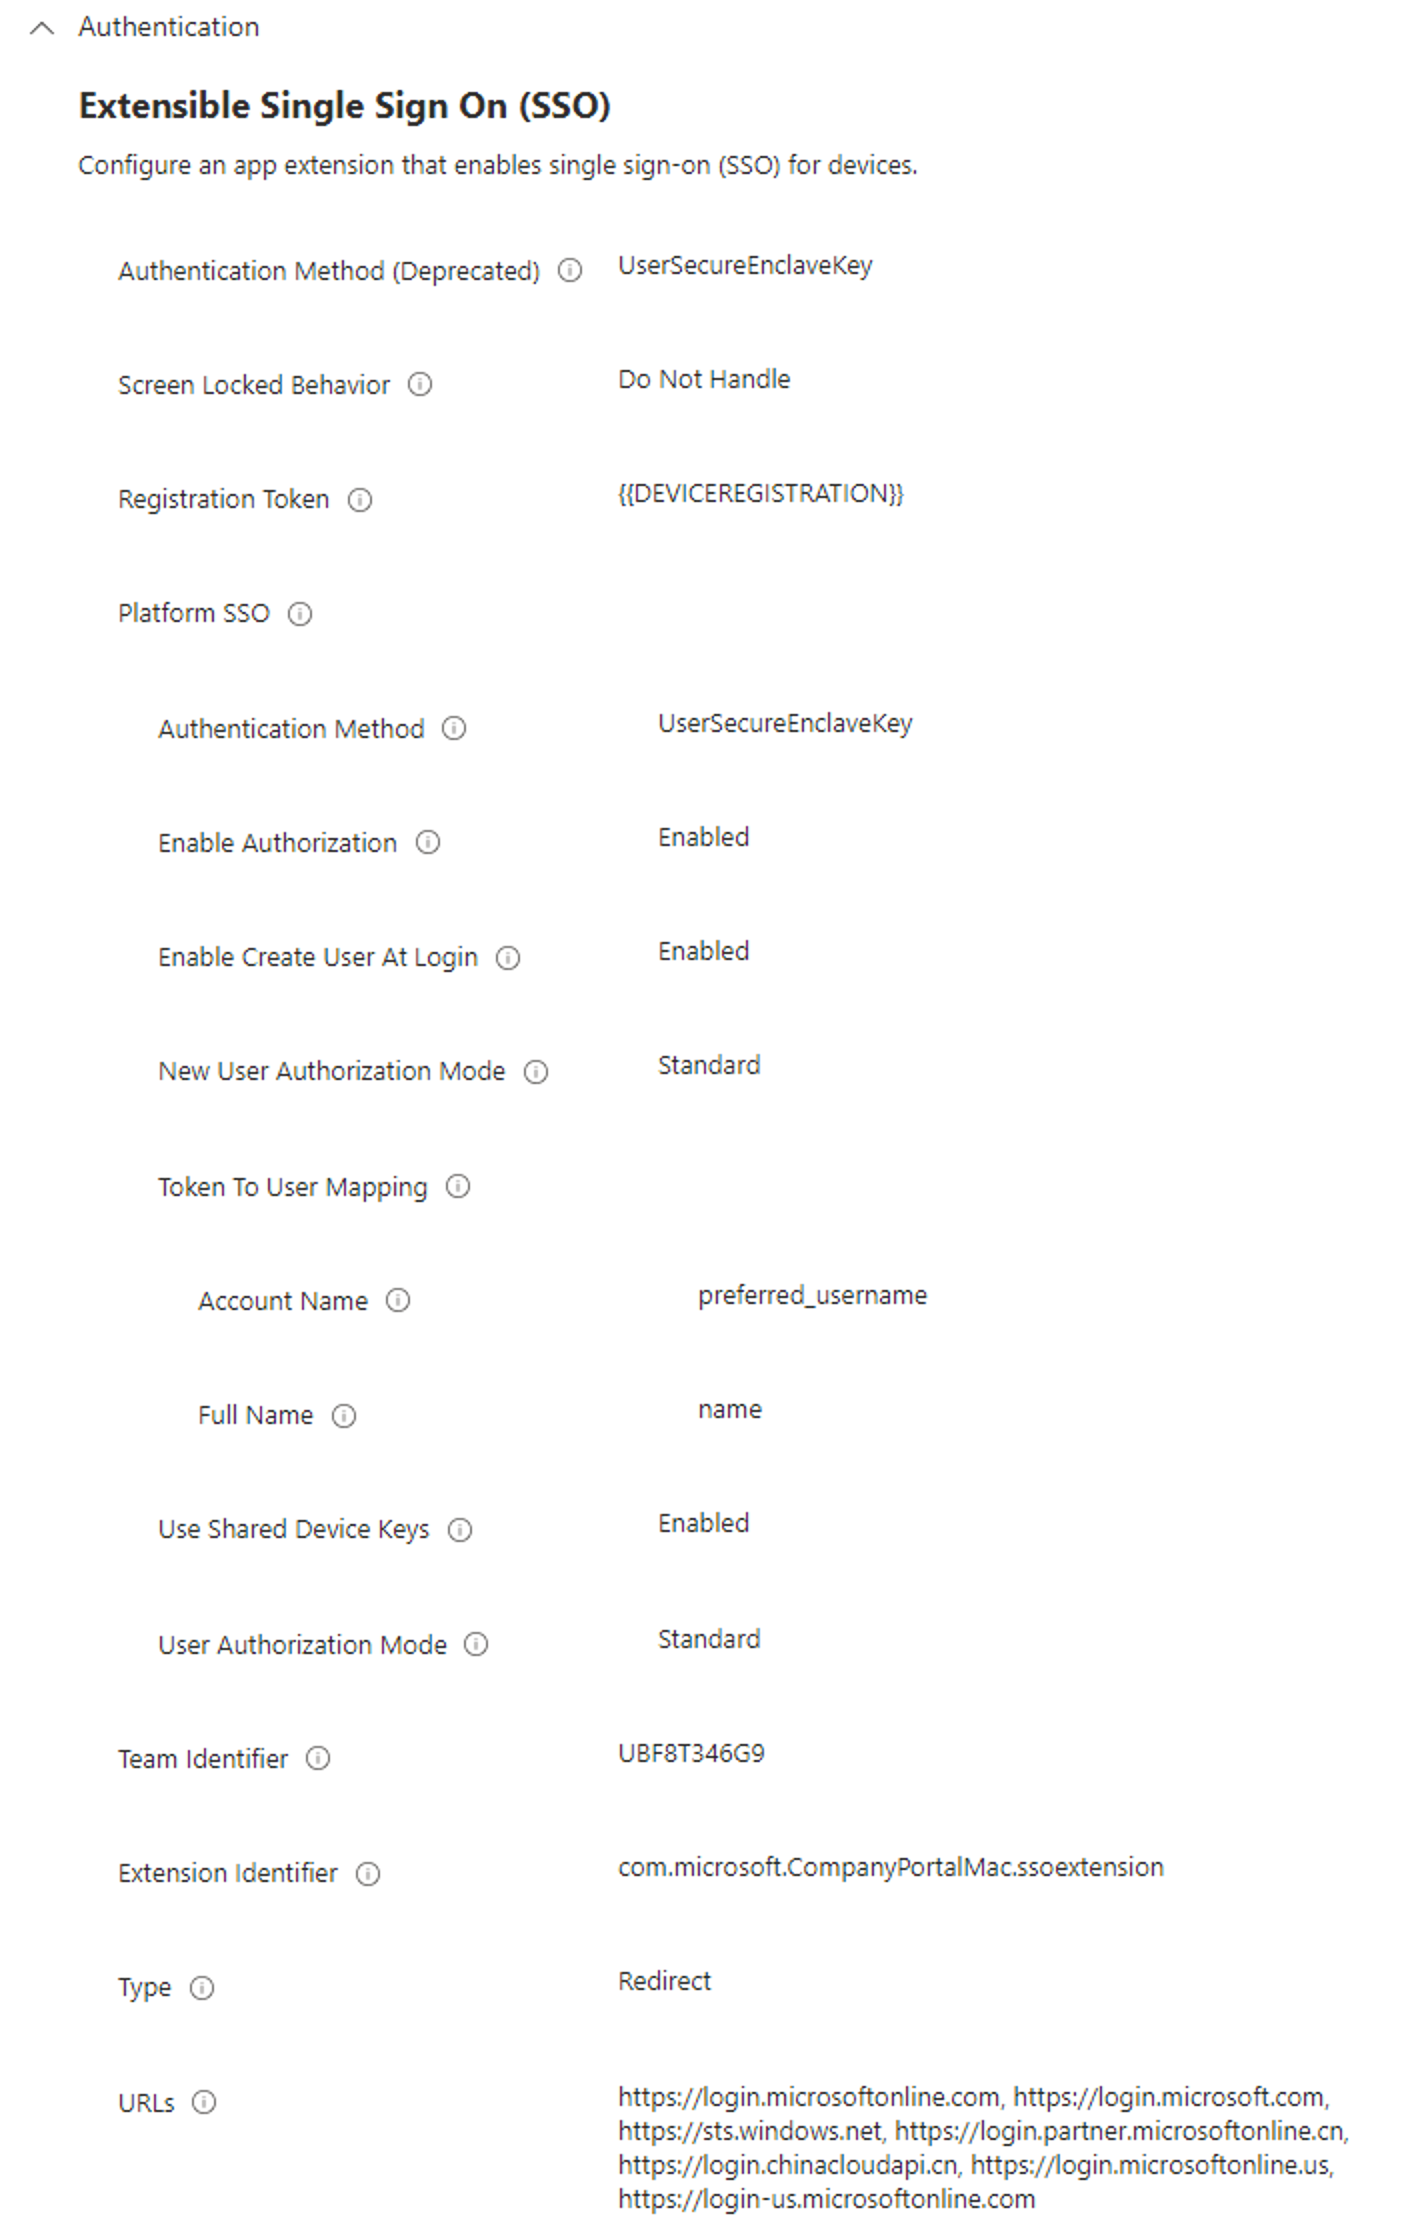 Authentication
Extensible Single Sign On (SSO)
Configure an app extension that enables single sign-on (SSO) for devices.
Authentication Method (Deprecated) UserSecureEnclaveKey
Screen Locked Behavior Do Not Handle
Registration Token {{DEVICEREGISTRATION}}
Platform SSO
Authentication Method UserSecureEnclaveKey
Enable Authorization Enabled
Enable Create User At Login Enabled
New User Authorization Mode Standard
Token To User Mapping
Account Name preferred_username
Full Name name
Use Shared Device Keys Enabled
User Authorization Mode Standard
Team Identifier UBF8T346G9
Extension Identifier com.microsoft.CompanyPortalMac.ssoextension
Type Redirect
URLs https://login.microsoftonline.com, https://login.microsoft.com,
https://sts.windows.net, https://login.partner.microsoftonline.cn,
https://login.chinacloudapi.cn, https://login.microsoftonline.us,
https://login-us.microsoftonline.com